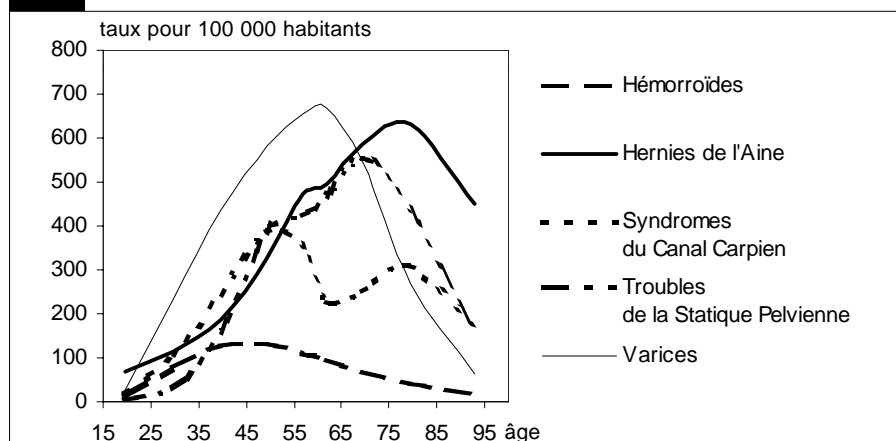 taux pour 100 000 habitants
800
700
600
500
400
300
200
100
0
15 25 35 45 55 65 75 85 95 âge
Hémorroïdes
Hernies de l'Aine
Syndromes
du Canal Carpien
Troubles
de la Statique Pelvienne
Varices